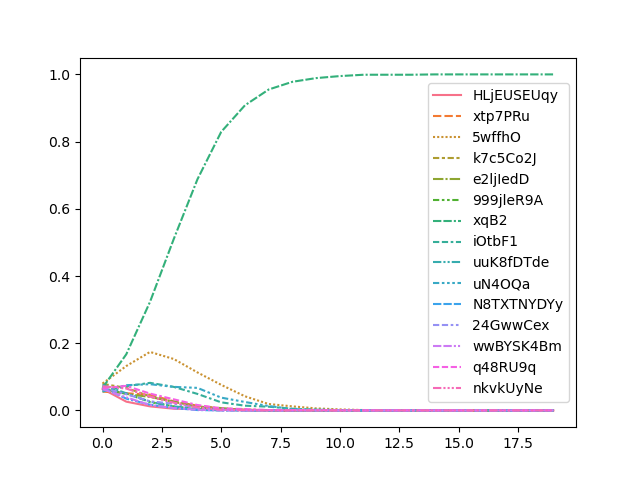 1.0
0.8
0.6
0.4
0.2
0.0
0.0 2.5 5.0 7.5 10.0 12.5 15.0 17.5
HLjEUSEUqy
xtp7PRu
5wffhO
k7c5Co2J
e2ljIedD
999jleR9A
xqB2
iOtbF1
uuK8fDTde
uN4OQa
N8TXTNYDYy
24GwwCex
wwBYSK4Bm
q48RU9q
nkvkUyNe